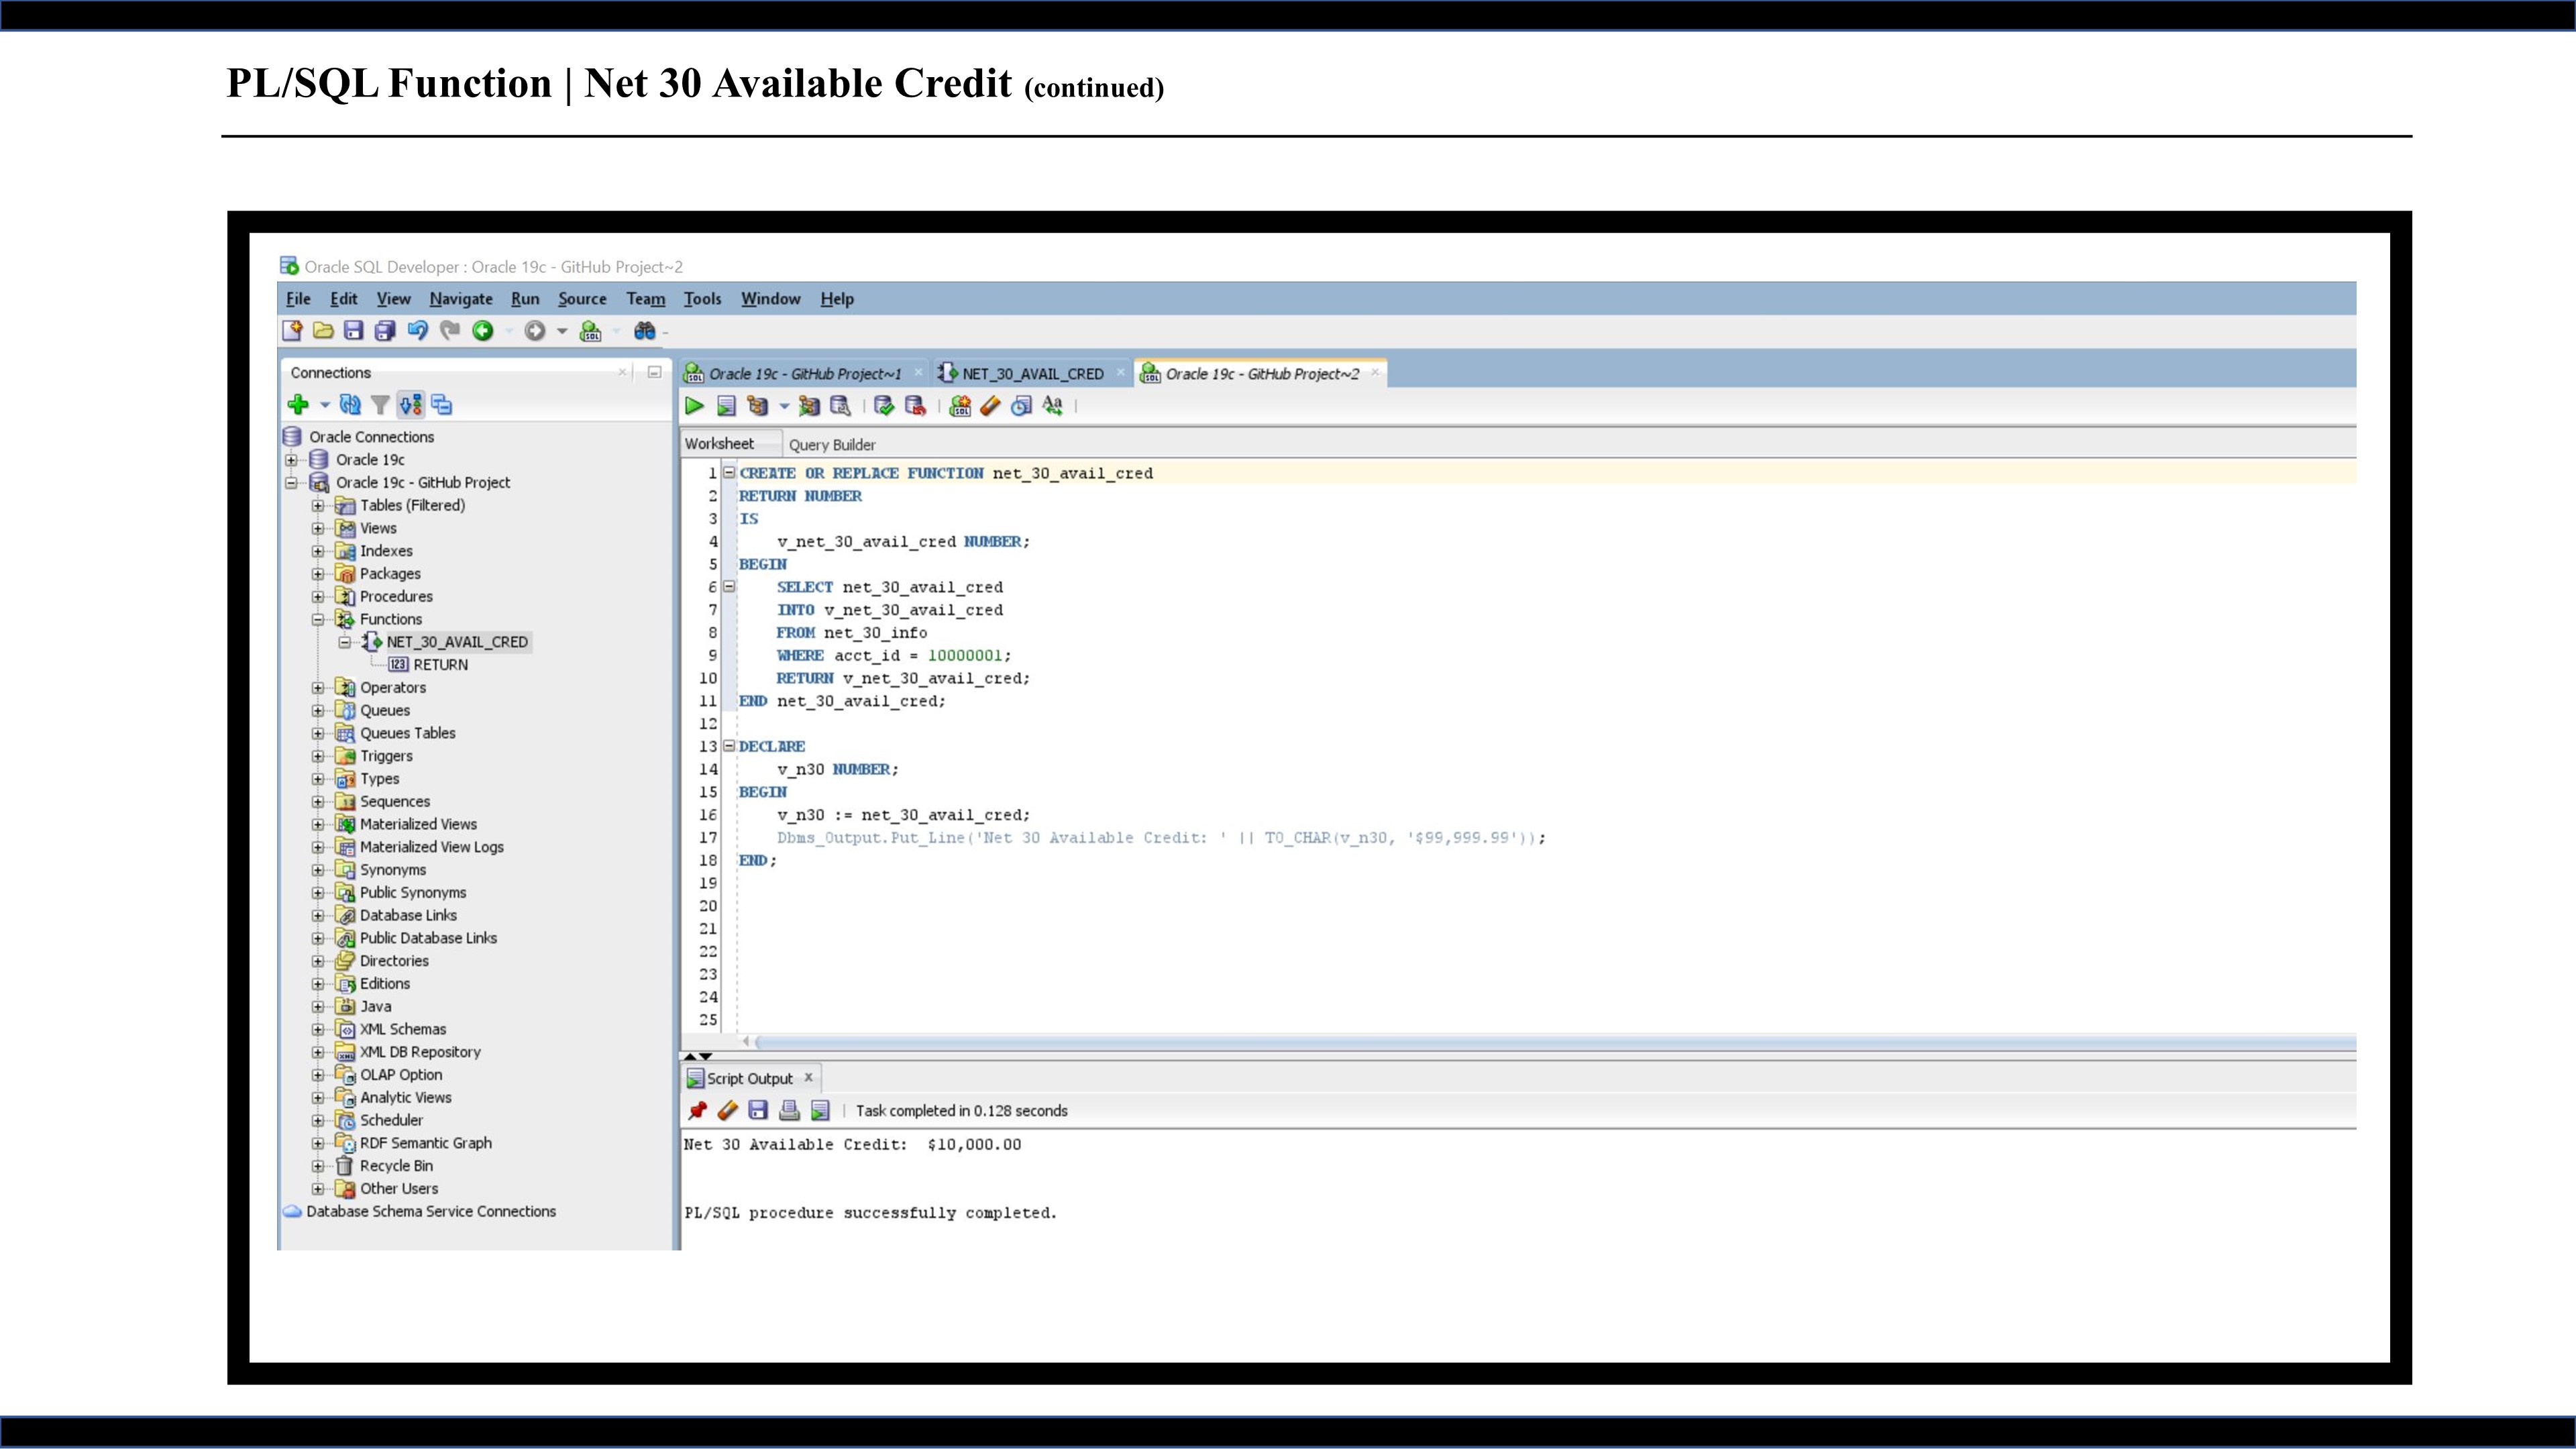 PL/SQL Function | Net 30 Available Credit (continued)
Oracle SQL Developer : Oracle 19c - GitHub Project~2
File Edit View Navigate Run Source Team Tools Window Help
Connections
Oracle Connections
Oracle 19c
Oracle 19c - GitHub Project
Tables (Filtered)
Views
Indexes
Packages
Procedures
Functions
NET_30_AVAIL_CRED
RETURN
Operators
Queues
Queues Tables
Triggers
Types
Sequences
Materialized Views
Materialized View Logs
Synonyms
Public Synonyms
Database Links
Public Database Links
Directories
Editions
Java
XML Schemas
XML DB Repository
OLAP Option
Analytic Views
Scheduler
RDF Semantic Graph
Recycle Bin
Other Users
Database Schema Service Connections
Oracle 19c - GitHub Project~1 NET_30_AVAIL_CRED Oracle 19c - GitHub Project~2
Worksheet Query Builder
1 CREATE OR REPLACE FUNCTION net_30_avail_cred
2 RETURN NUMBER
3 IS
4 v_net_30_avail_cred NUMBER;
5 BEGIN
6 SELECT net_30_avail_cred
7 INTO v_net_30_avail_cred
8 FROM net_30_info
9 WHERE acct_id = 10000001;
10 RETURN v_net_30_avail_cred;
11 END net_30_avail_cred;
12
13 DECLARE
14 v_n30 NUMBER;
15 BEGIN
16 v_n30 := net_30_avail_cred;
17 Dbms_Output.Put_Line('Net 30 Available Credit: ' || TO_CHAR(v_n30, '$99,999.99'));
18 END;
19
20
21
22
23
24
25
Script Output
Task completed in 0.128 seconds
Net 30 Available Credit: $10,000.00
PL/SQL procedure successfully completed.